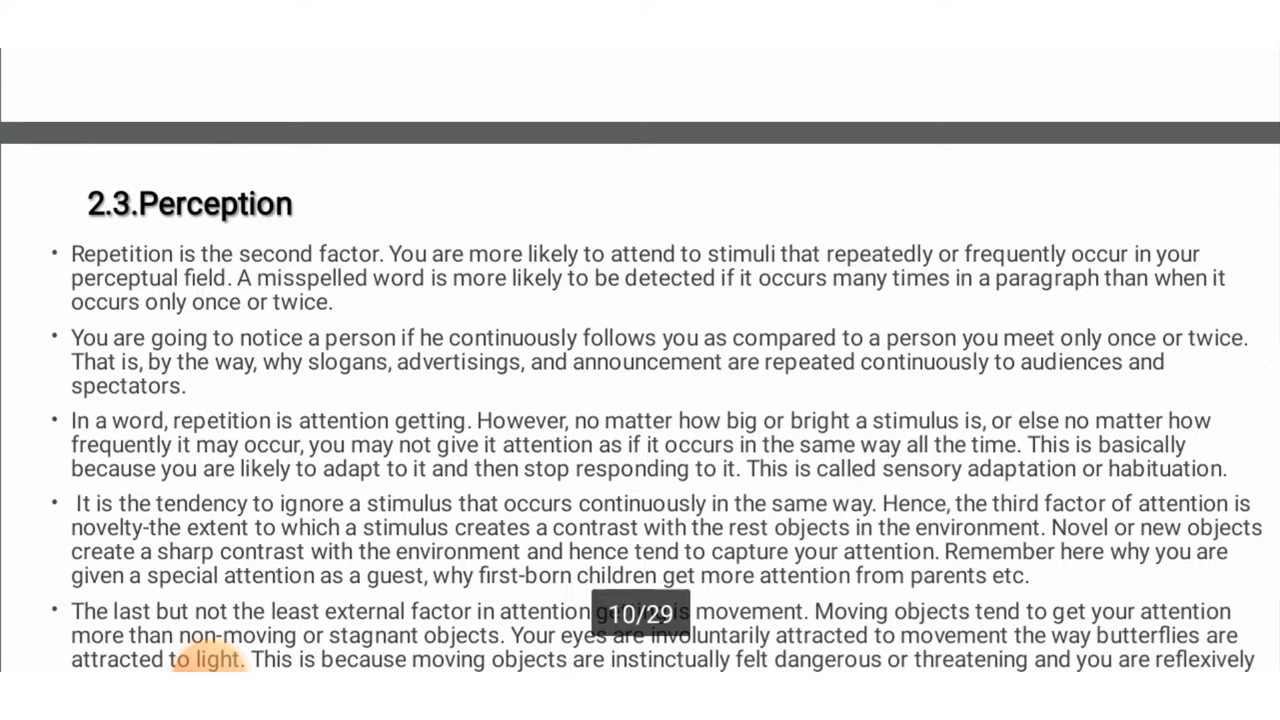 2.3.Perception
• Repetition is the second factor. You are more likely to attend to stimuli that repeatedly or frequently occur in your
perceptual field. A misspelled word is more likely to be detected if it occurs many times in a paragraph than when it
occurs only once or twice.
• You are going to notice a person if he continuously follows you as compared to a person you meet only once or twice.
That is, by the way, why slogans, advertisings, and announcement are repeated continuously to audiences and
spectators.
• In a word, repetition is attention getting. However, no matter how big or bright a stimulus is, or else no matter how
frequently it may occur, you may not give it attention as if it occurs in the same way all the time. This is basically
because you are likely to adapt to it and then stop responding to it. This is called sensory adaptation or habituation.
• It is the tendency to ignore a stimulus that occurs continuously in the same way. Hence, the third factor of attention is
novelty-the extent to which a stimulus creates a contrast with the rest objects in the environment. Novel or new objects
create a sharp contrast with the environment and hence tend to capture your attention. Remember here why you are
given a special attention as a guest, why first-born children get more attention from parents etc.
• The last but not the least external factor in attention movement. Moving objects tend to get your attention
10/29
more than non-moving or stagnant objects. Your eyes are involuntarily attracted to movement the way butterflies are
attracted to light. This is because moving objects are instinctually felt dangerous or threatening and you are reflexively